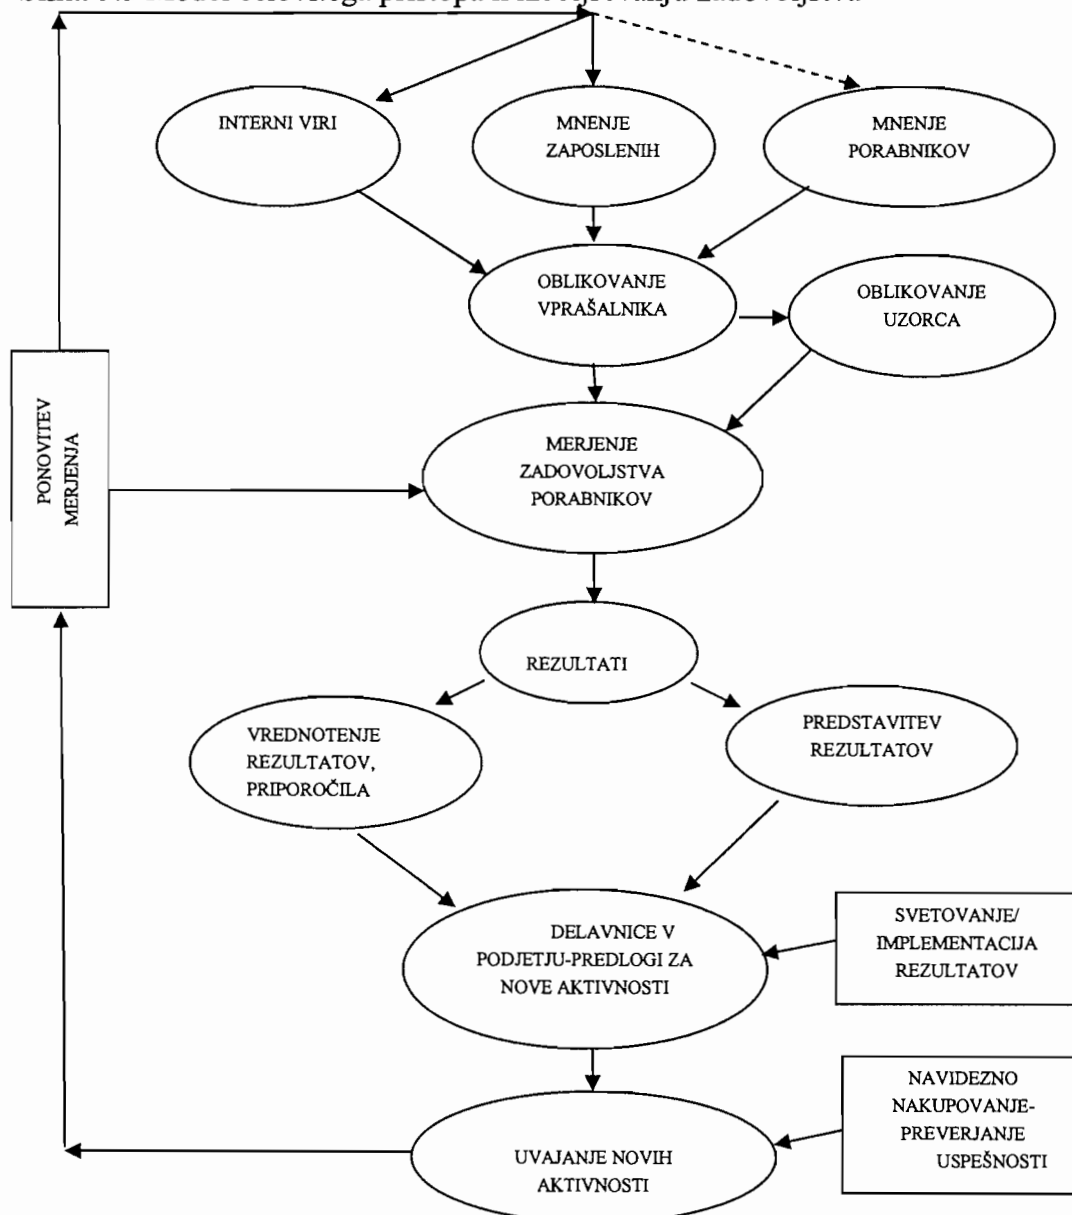 INTERNI VIRI
MNENJE
ZAPOSLENIH
MNENJE
PORABNIKOV
OBLIKOVANJE
VPRAŠALNIKA
OBLIKOVANJE
UZORCA
PONOVITEV
MERJENJA
MERJENJE
ZADOVOLJSTVA
PORABNIKOV
REZULTATI
VREDNOTENJE
REZULTATOV,
PRIPOROČILA
PREDSTAVITEV
REZULTATOV
DELAVNICE V
PODJETJU-PREDLOGI ZA
NOVE AKTIVNOSTI
SVETOVANJE/
IMPLEMENTACIJA
REZULTATOV
UVAJANJE NOVIH
AKTIVNOSTI
NAVIDEZNO
NAKUPOVANJE-
PREVERJANJE
USPEŠNOSTI